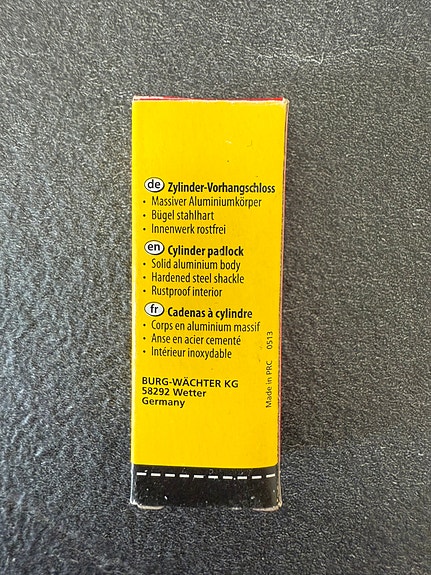 de Zylinder-Vorhangschloss
• Massiver Aluminiumkörper
• Bügel stahlhart
• Innenwerk rostfrei
en Cylinder padlock
• Solid aluminium body
• Hardened steel shackle
• Rustproof interior
fr Cadenas à cylindre
• Corps en aluminium massif
• Anse en acier cementé
• Intérieur inoxydable
BURG-WÄCHTER KG
58292 Wetter
Germany
Made in PRC 0513